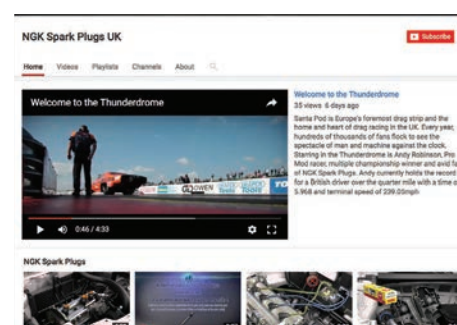 NGK Spark Plugs UK
Subscribe
Home Videos Playlists Channels About
Welcome to the Thunderdrome
Welcome to the Thunderdrome
35 views 6 days ago
Santa Pod is Europe's foremost drag strip and the
home and heart of drag racing in the UK. Every year,
hundreds of thousands of fans flock to see the
spectacle of man and machine against the clock.
Starring in the Thunderdrome is Andy Robinson, Pro
Mod racer, multiple championship winner and avid fa
of NGK Spark Plugs. Andy currently holds the record
for a British driver over the quarter mile with a time o
5.968 and terminal speed of 239.00mph
OWEN
0:46 / 4:33
NGK Spark Plugs